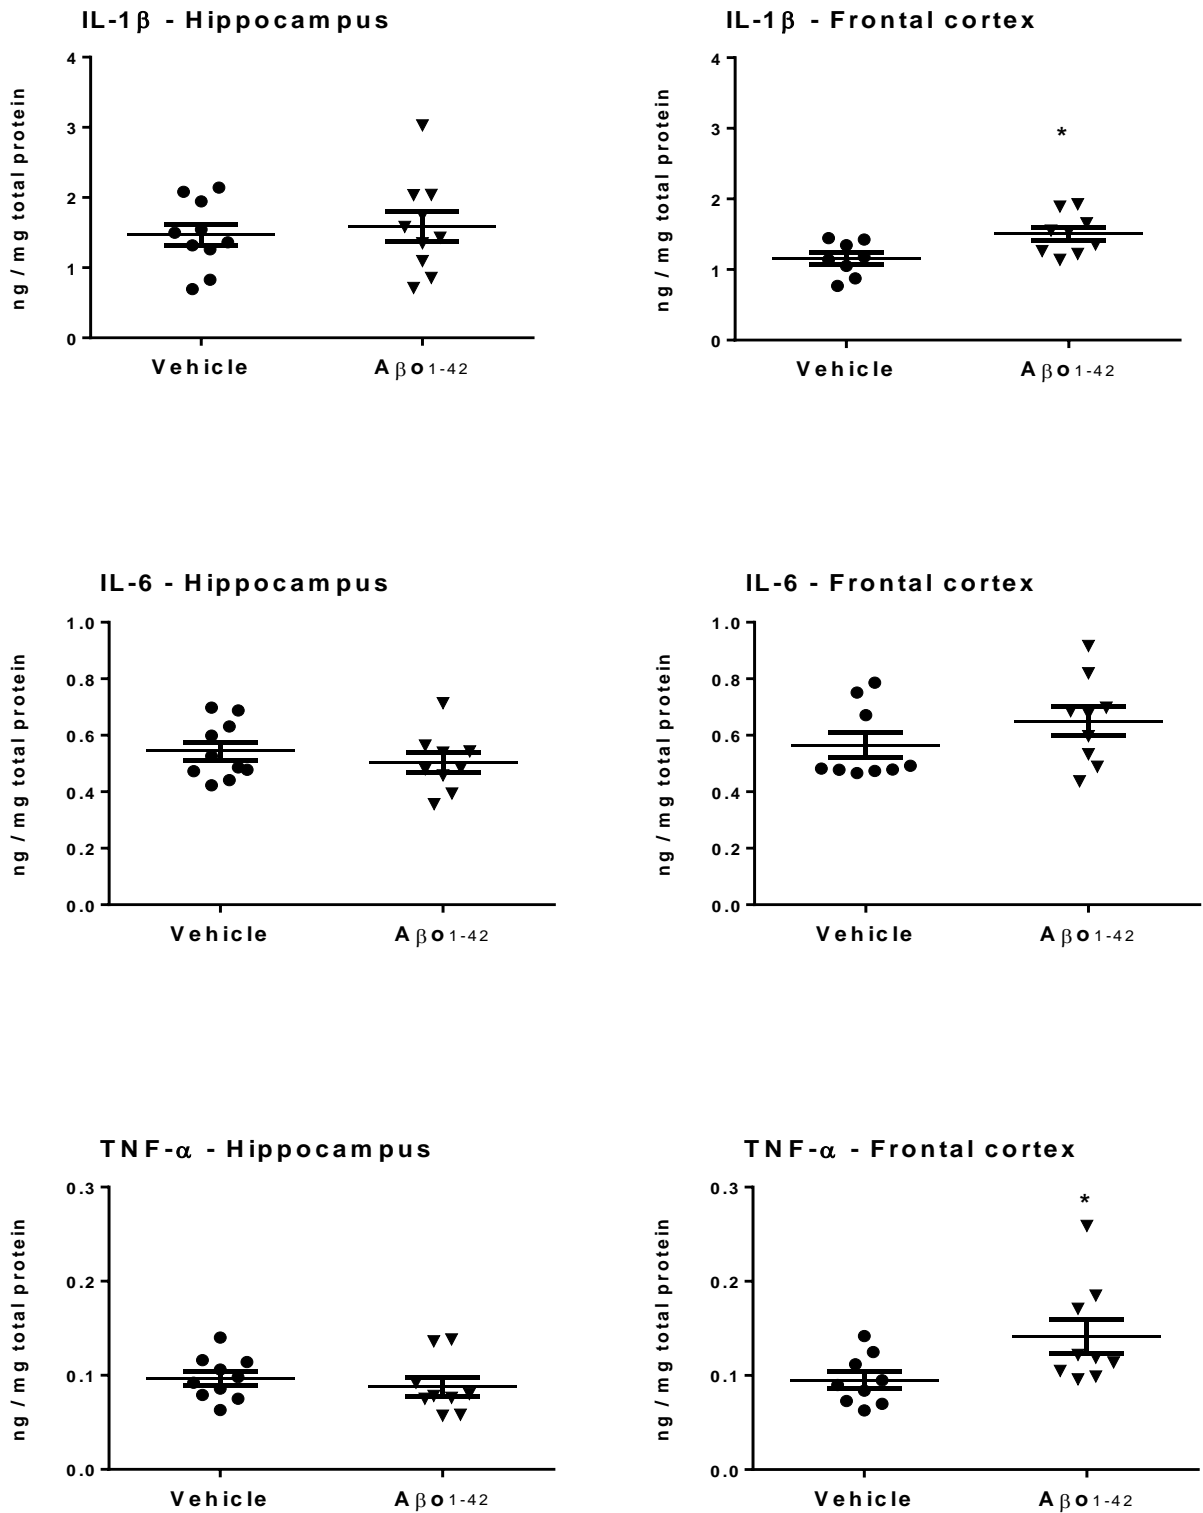 IL-1β - Hippocampus
ng / mg total protein
4
3
2
1
0
Vehicle
Aβo1-42
IL-1β - Frontal cortex
ng / mg total protein
4
3
2
1
0
*
Vehicle
Aβo1-42
IL-6 - Hippocampus
ng / mg total protein
1.0
0.8
0.6
0.4
0.2
0.0
Vehicle
Aβo1-42
IL-6 - Frontal cortex
ng / mg total protein
1.0
0.8
0.6
0.4
0.2
0.0
Vehicle
Aβo1-42
TNF-α - Hippocampus
ng / mg total protein
0.3
0.2
0.1
0.0
Vehicle
Aβo1-42
TNF-α - Frontal cortex
ng / mg total protein
0.3
0.2
0.1
0.0
*
Vehicle
Aβo1-42